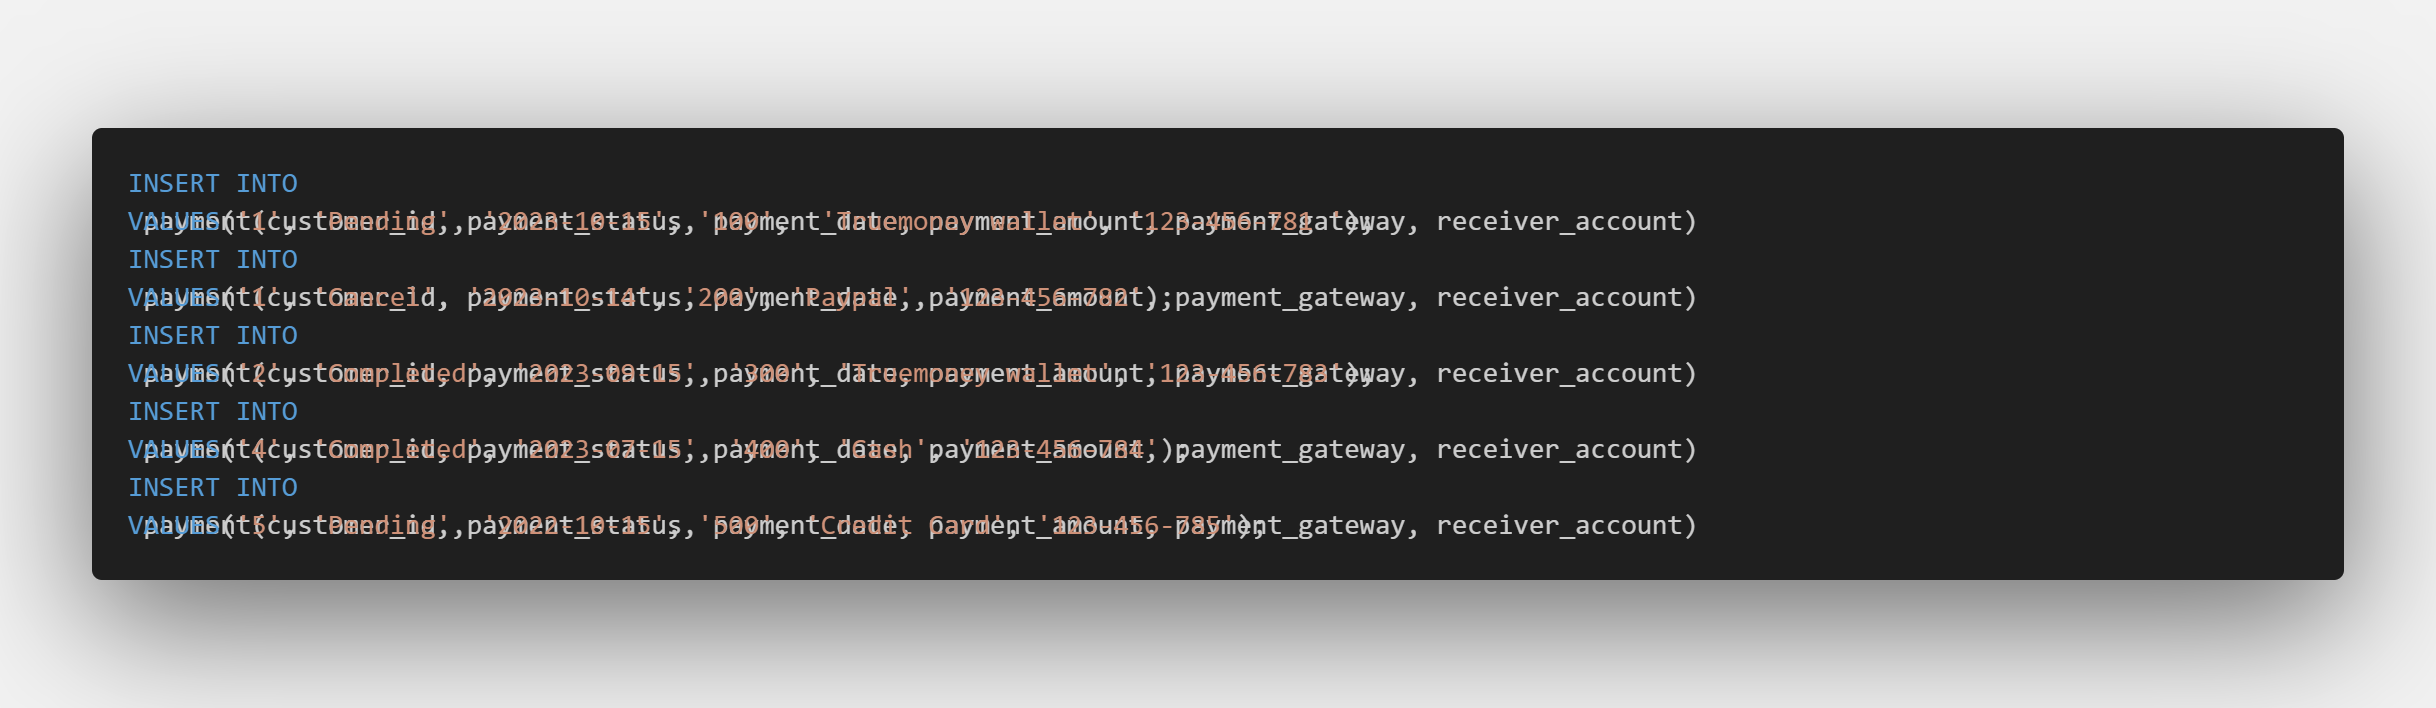 INSERT INTO
payment(customer_id, payment_status, payment_date, payment_amount, payment_gateway, receiver_account)
VALUES('1', 'Pending', '2023-10-15', '100', 'Truemoney wallet', '123-456-781 ');
INSERT INTO
payment(customer_id, payment_status, payment_date, payment_amount, payment_gateway, receiver_account)
VALUES('1', 'Cancel', '2023-10-14', '200', 'Paypal', '123-456-782');
INSERT INTO
payment(customer_id, payment_status, payment_date, payment_amount, payment_gateway, receiver_account)
VALUES('2', 'Completed', '2023-09-15', '300', 'Truemoney wallet', '123-456-783');
INSERT INTO
payment(customer_id, payment_status, payment_date, payment_amount, payment_gateway, receiver_account)
VALUES('4', 'Completed', '2023-07-15', '400', 'Cash', '123-456-784');
INSERT INTO
payment(customer_id, payment_status, payment_date, payment_amount, payment_gateway, receiver_account)
VALUES('5', 'Pending', '2022-10-15', '500', 'Credit Card', '123-456-785');